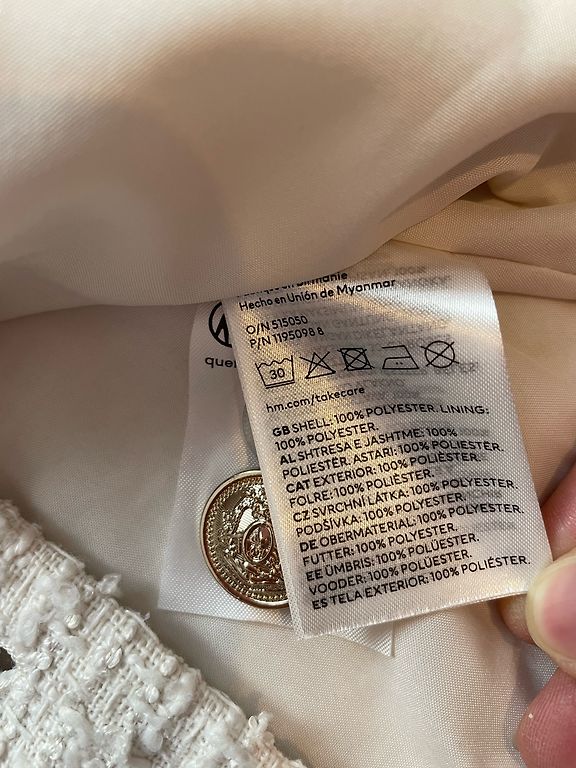 Hecho en Unión de Myanmar
O/N 515050
P/N 1195098 8
30
hm.com/takecare
GB SHELL: 100% POLYESTER. LINING:
100% POLYESTER.
AL SHTRESA E JASHTME: 100%
POLIESTËR. ASTARI: 100% POLIESTËR.
CAT EXTERIOR: 100% POLIÈSTER.
FOLRE: 100% POLIÈSTER.
CZ SVRCHNÍ LÁTKA: 100% POLYESTER.
PODŠÍVKA: 100% POLYESTER.
DE OBERMATERIAL: 100% POLYESTER.
FUTTER: 100% POLYESTER.
EE ÜMBRIS: 100% POLÜESTER.
VOODER: 100% POLÜESTER.
ES TELA EXTERIOR: 100% POLIÉSTER.